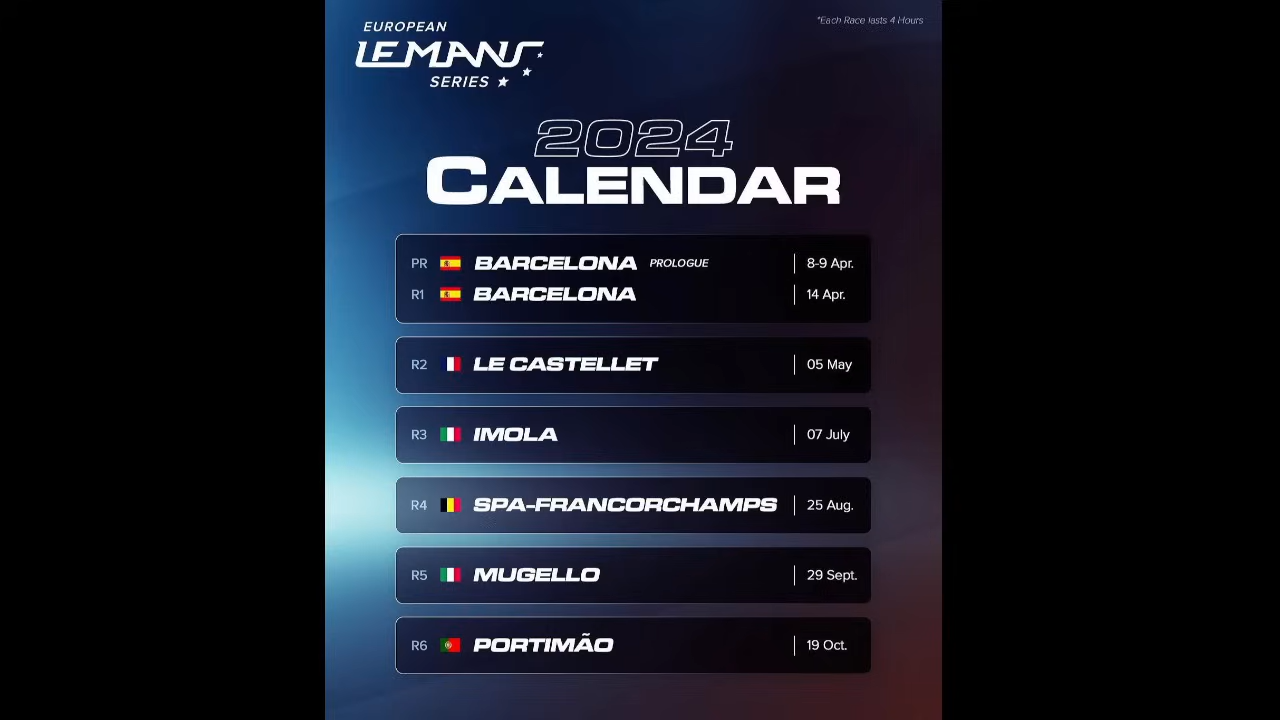 EUROPEAN
LE MANS
SERIES
*Each Race lasts 4 Hours
2024
CALENDAR
PR BARCELONA PROLOGUE 8-9 Apr.
R1 BARCELONA 14 Apr.
R2 LE CASTELLET 05 May
R3 IMOLA 07 July
R4 SPA-FRANCORCHAMPS 25 Aug.
R5 MUGELLO 29 Sept.
R6 PORTIMÃO 19 Oct.